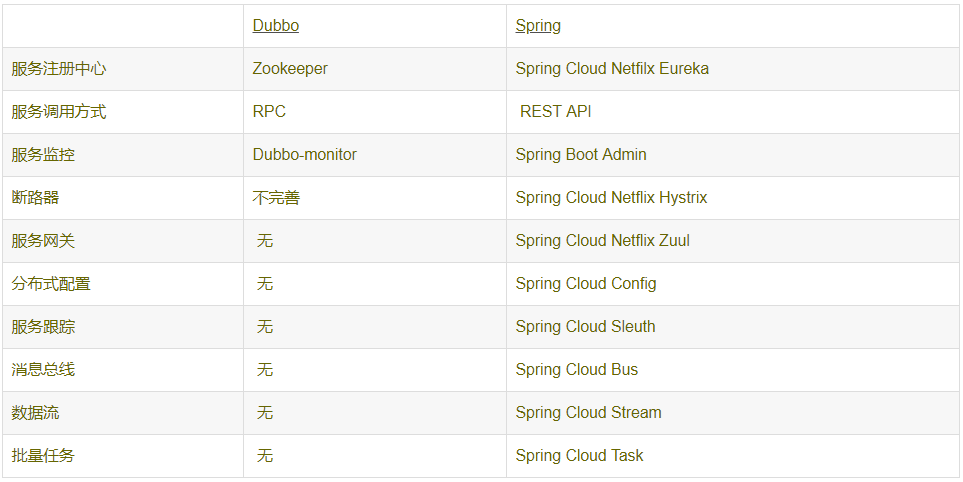 Dubbo Spring
服务注册中心 Zookeeper Spring Cloud Netfilx Eureka
服务调用方式 RPC REST API
服务监控 Dubbo-monitor Spring Boot Admin
断路器 不完善 Spring Cloud Netflix Hystrix
服务网关 无 Spring Cloud Netflix Zuul
分布式配置 无 Spring Cloud Config
服务跟踪 无 Spring Cloud Sleuth
消息总线 无 Spring Cloud Bus
数据流 无 Spring Cloud Stream
批量任务 无 Spring Cloud Task